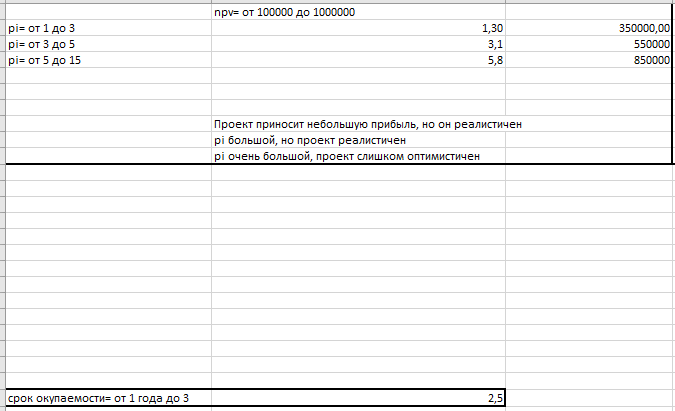 npv= от 100000 до 1000000
pi= от 1 до 3 1,30 350000,00
pi= от 3 до 5 3,1 550000
pi= от 5 до 15 5,8 850000
Проект приносит небольшую прибыль, но он реалистичен
pi большой, но проект реалистичен
pi очень большой, проект слишком оптимистичен
срок окупаемости= от 1 года до 3 2,5